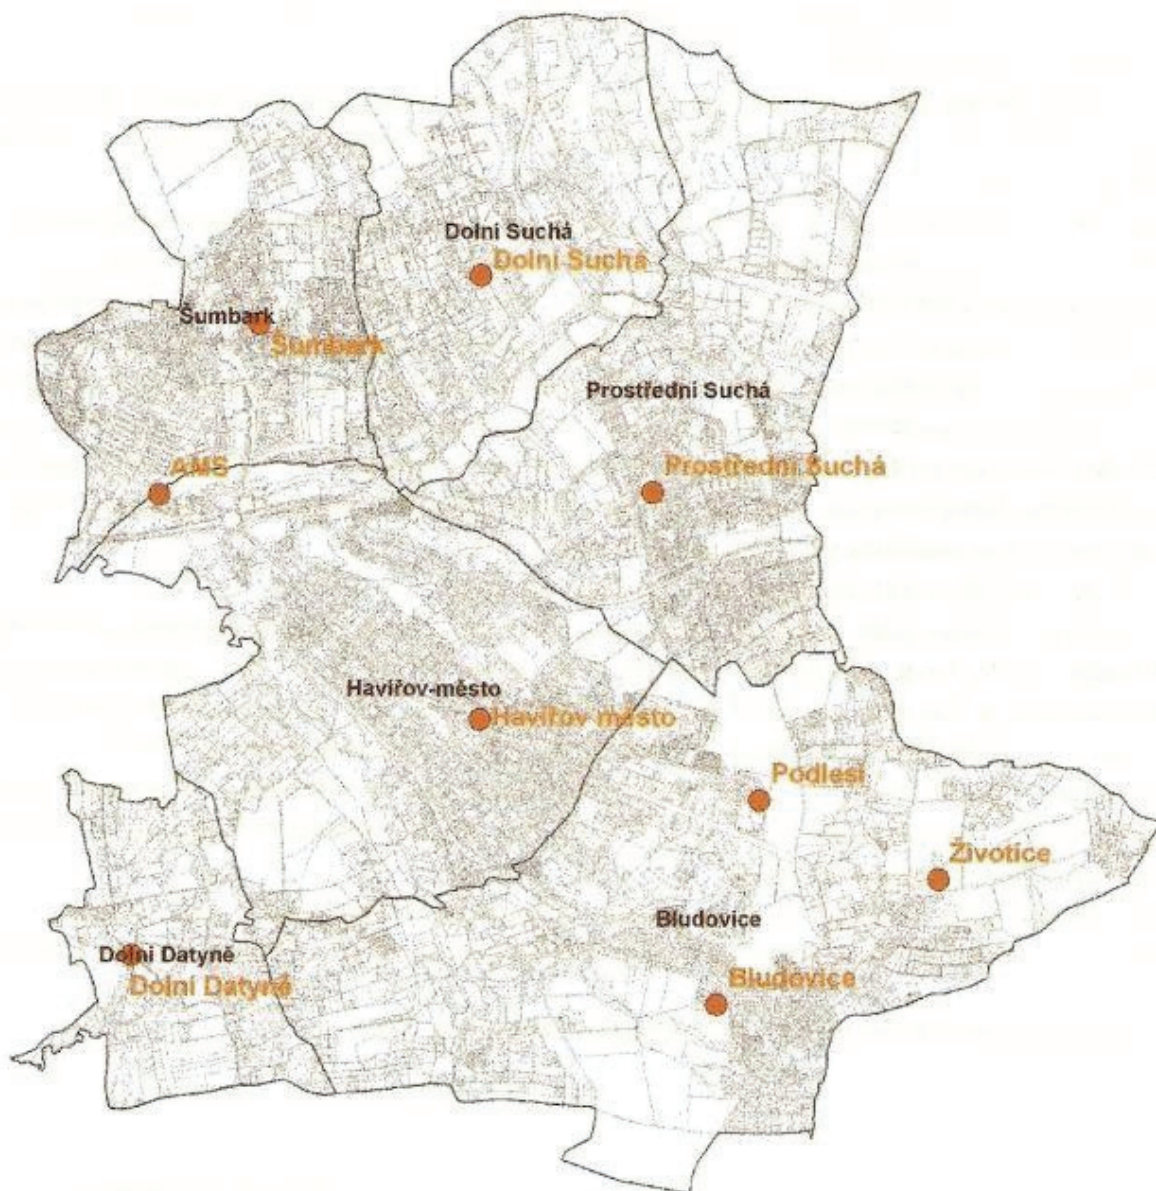 Dolní Suchá
Dolní Suchá
Šumbark
Šumbark
Prostřední Suchá
Prostřední Suchá
AMS
Havířov-město
Havířov město
Podlesí
Životice
Bludovice
Bludovice
Dolní Datyně
Dolní Datyně